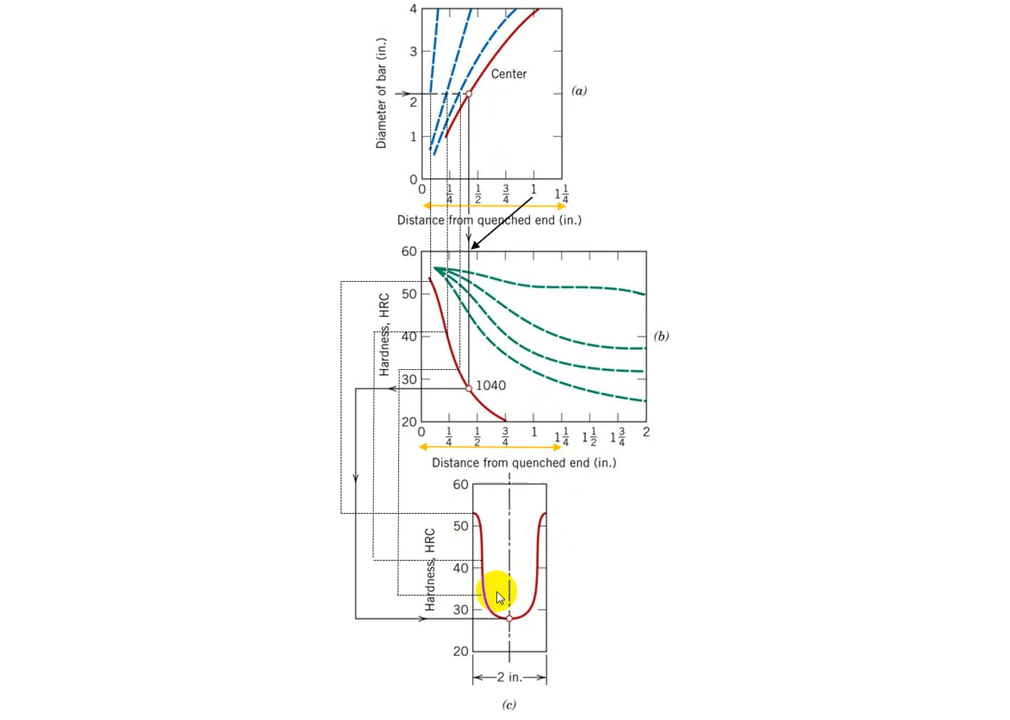 4
3
2
1
0
Diameter of bar (in.)
Center
(a)
0 1/4 1/2 3/4 1 1 1/4
Distance from quenched end (in.)
60
50
40
30
20
Hardness, HRC
1040
(b)
0 1/4 1/2 3/4 1 1 1/4 1 1/2 1 3/4 2
Distance from quenched end (in.)
60
50
40
30
20
Hardness, HRC
2 in.
(c)